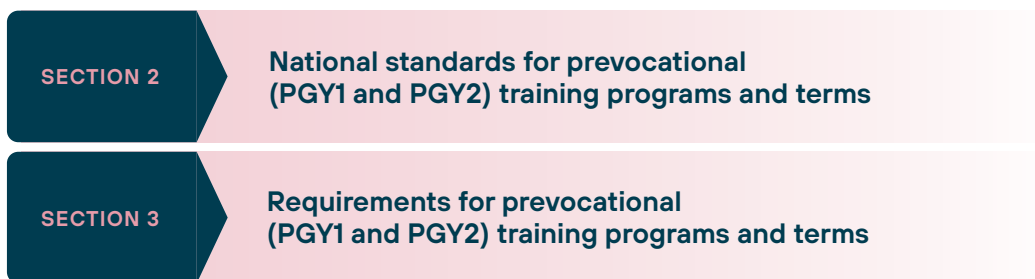 SECTION 2
National standards for prevocational
(PGY1 and PGY2) training programs and terms
SECTION 3
Requirements for prevocational
(PGY1 and PGY2) training programs and terms